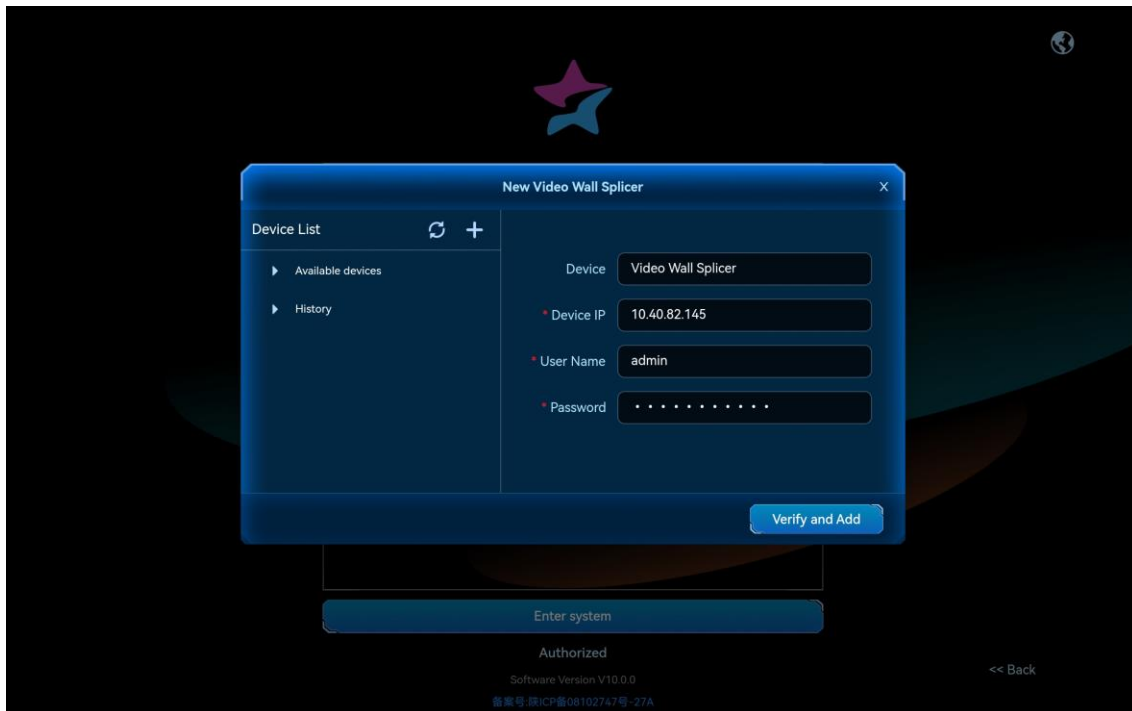 New Video Wall Splicer X
Device List
Available devices
History
Device Video Wall Splicer
* Device IP 10.40.82.145
* User Name admin
* Password ...........
Verify and Add
Enter system
Authorized
Software Version V10.0.0
<< Back
备案号:陕ICP备08102747号-27A